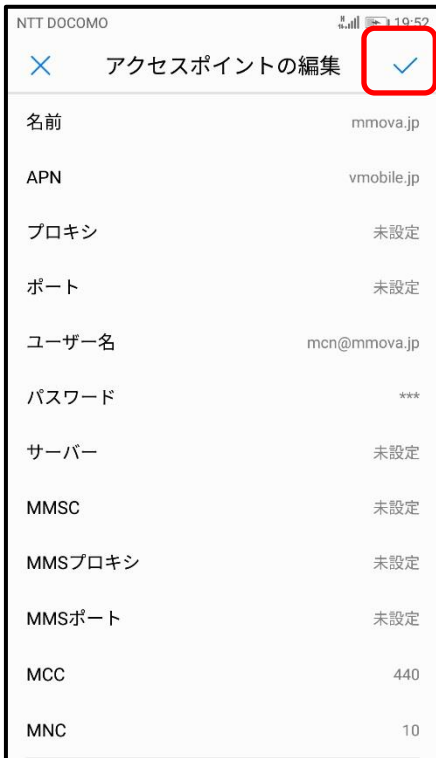 NTT DOCOMO 19:52
アクセスポイントの編集
名前 mmova.jp
APN vmobile.jp
プロキシ 未設定
ポート 未設定
ユーザー名 mcn@mmova.jp
パスワード ***
サーバー 未設定
MMSC 未設定
MMSプロキシ 未設定
MMSポート 未設定
MCC 440
MNC 10